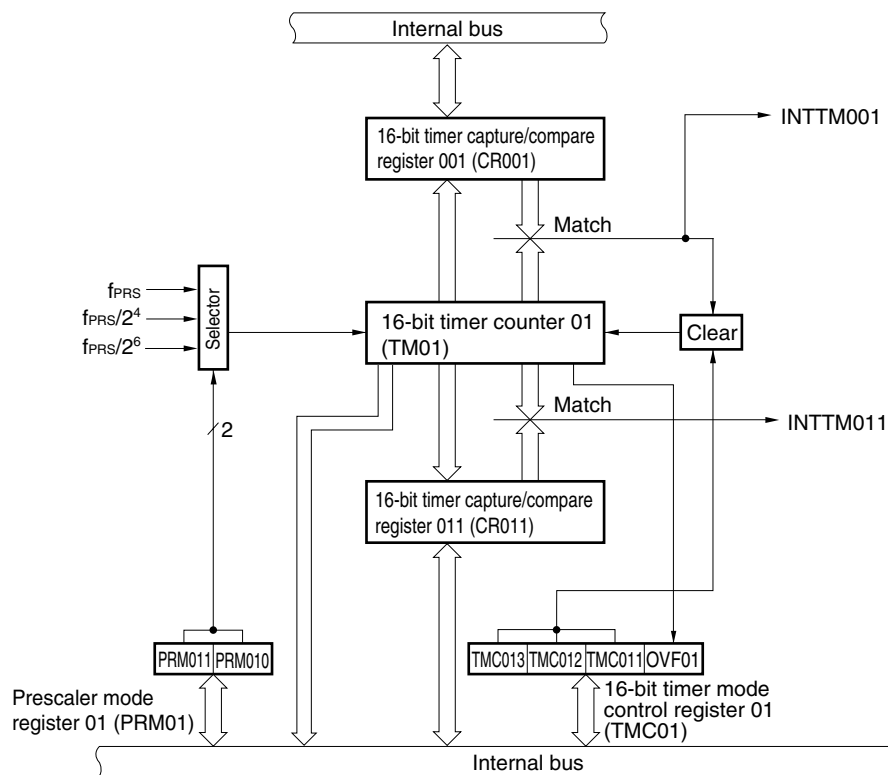 Internal bus
INTTM001
16-bit timer capture/compare
register 001 (CR001)
Match
fPRS
fPRS/2⁴
fPRS/2⁶
Selector
16-bit timer counter 01
(TM01)
Clear
Match
INTTM011
2
16-bit timer capture/compare
register 011 (CR011)
PRM011 PRM010
TMC013 TMC012 TMC011 OVF01
Prescaler mode
register 01 (PRM01)
16-bit timer mode
control register 01
(TMC01)
Internal bus